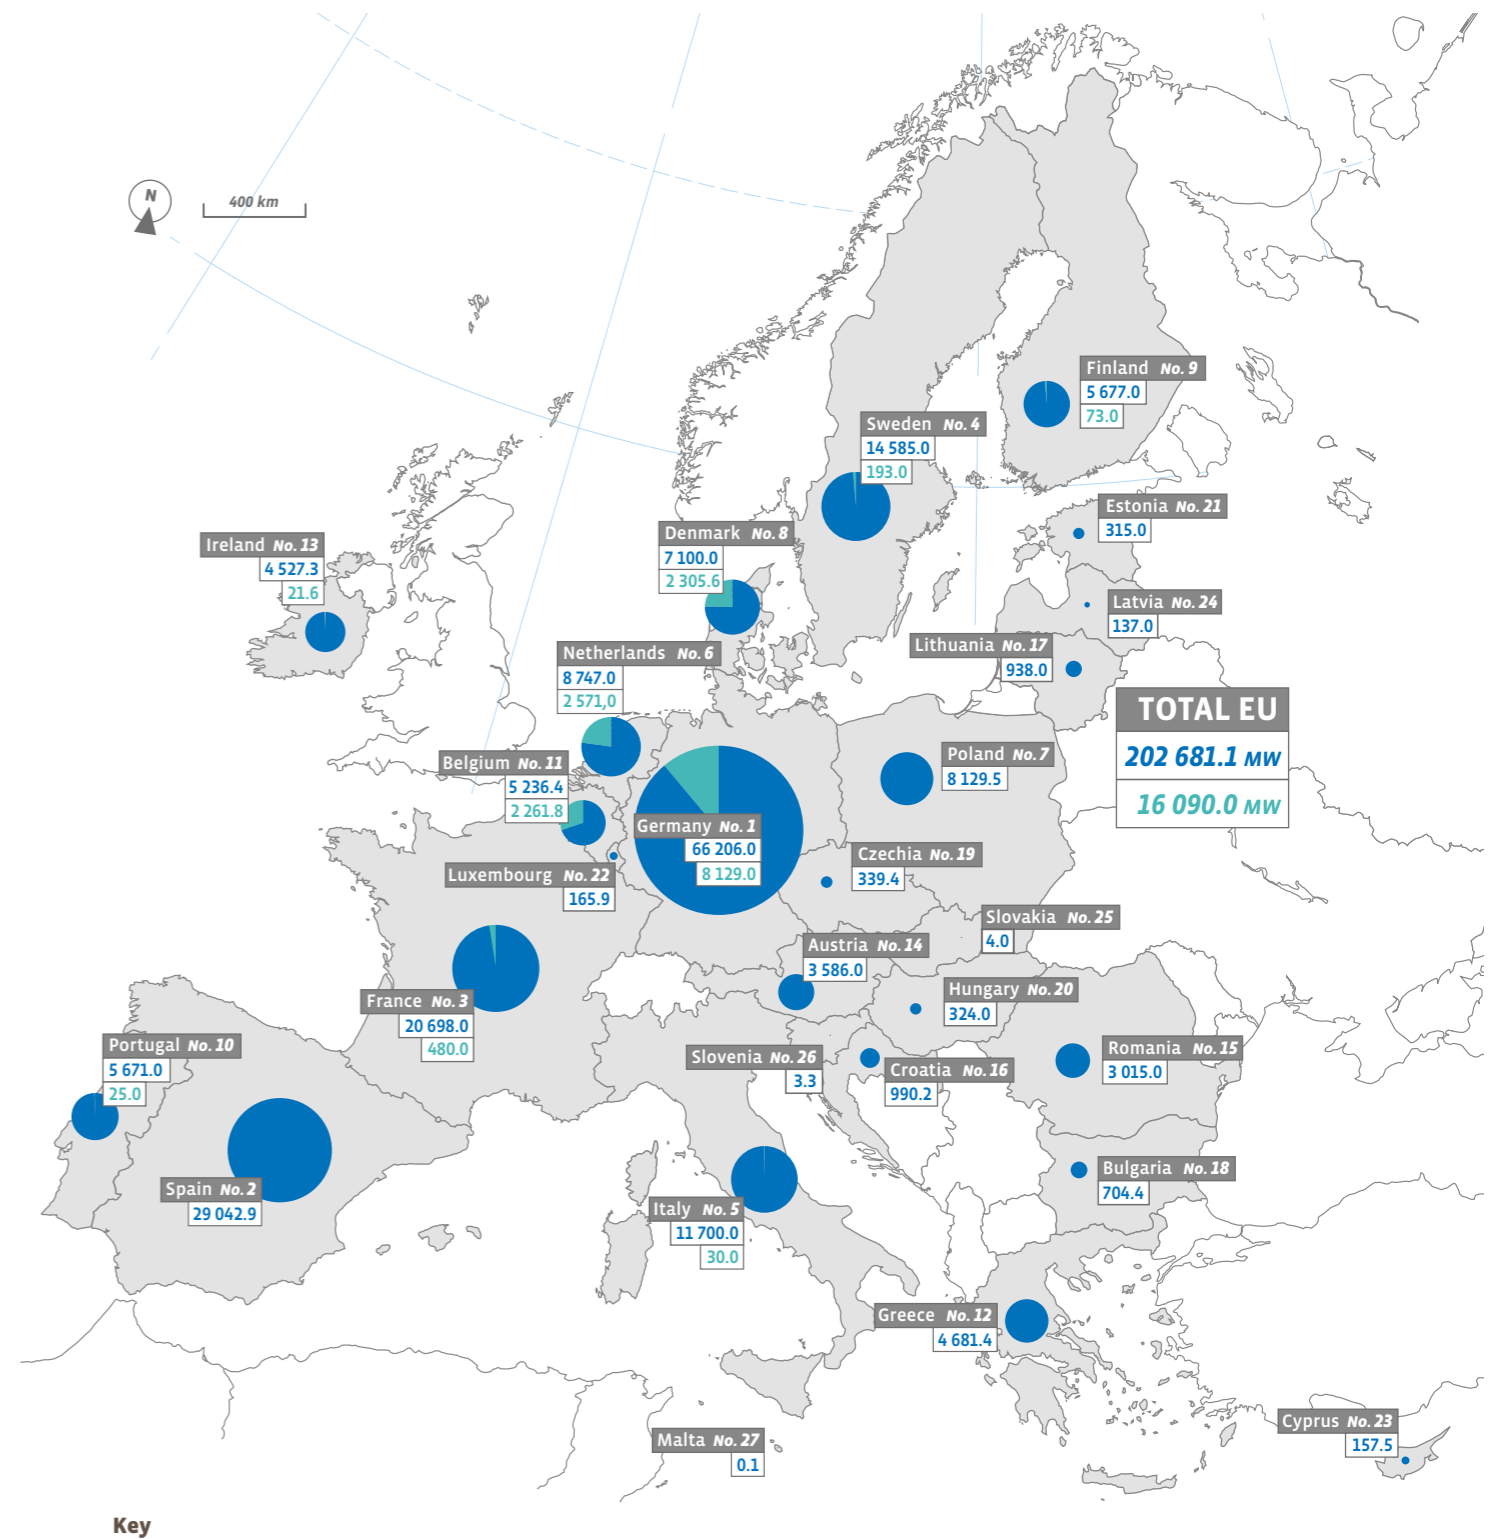 N
400 km
Finland No. 9
5 677.0
73.0
Sweden No. 4
14 585.0
193.0
Estonia No. 21
315.0
Denmark No. 8
7 100.0
2 305.6
Ireland No. 13
4 527.3
21.6
Latvia No. 24
137.0
Lithuania No. 17
938.0
Netherlands No. 6
8 747.0
2 571,0
TOTAL EU
202 681.1 MW
16 090.0 MW
Poland No. 7
8 129.5
Belgium No. 11
5 236.4
2 261.8
Germany No. 1
66 206.0
8 129.0
Czechia No. 19
339.4
Luxembourg No. 22
165.9
Slovakia No. 25
4.0
Austria No. 14
3 586.0
Hungary No. 20
324.0
France No. 3
20 698.0
480.0
Portugal No. 10
5 671.0
25.0
Slovenia No. 26
3.3
Croatia No. 16
990.2
Romania No. 15
3 015.0
Bulgaria No. 18
704.4
Spain No. 2
29 042.9
Italy No. 5
11 700.0
30.0
Greece No. 12
4 681.4
Cyprus No. 23
157.5
Malta No. 27
0.1
Key